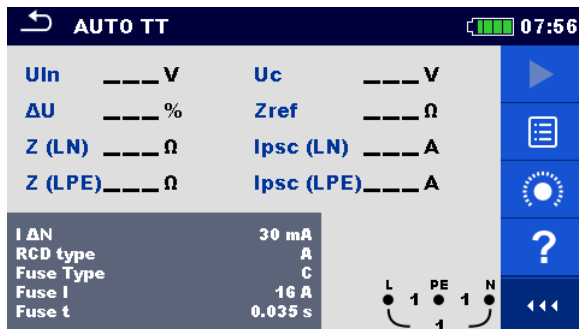 AUTO TT 07:56
Uln ___V Uc ___V
ΔU ___% Zref ___Ω
Z (LN) ___Ω Ipsc (LN) ___A
Z (LPE)___Ω Ipsc (LPE)___A
I ΔN 30 mA
RCD type A
Fuse Type C
Fuse I 16 A
Fuse t 0.035 s
?
L PE N
1 1
1